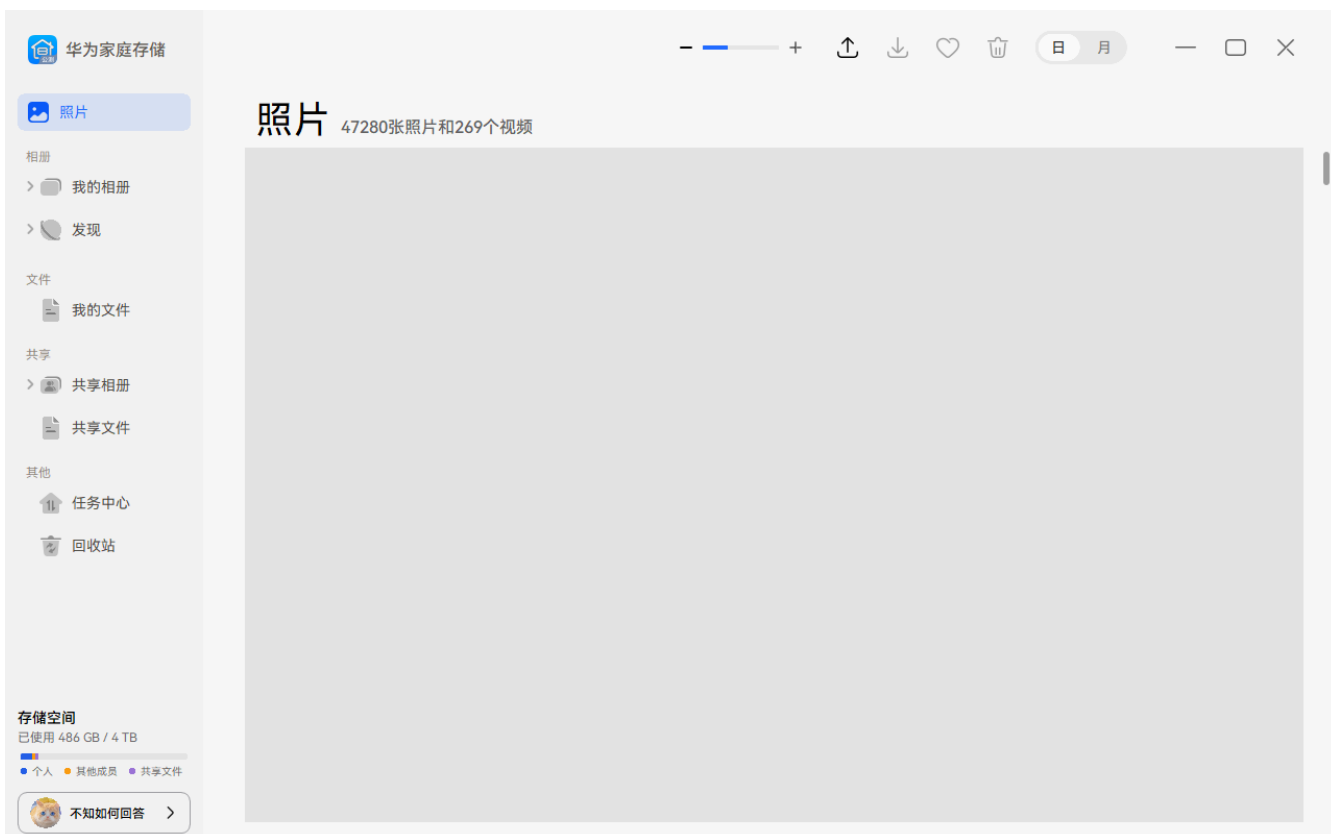 华为家庭存储
公测
日 月
照片
照片 47280张照片和269个视频
相册
我的相册
发现
文件
我的文件
共享
共享相册
共享文件
其他
任务中心
回收站
存储空间
已使用 486 GB / 4 TB
个人 其他成员 共享文件
不知如何回答